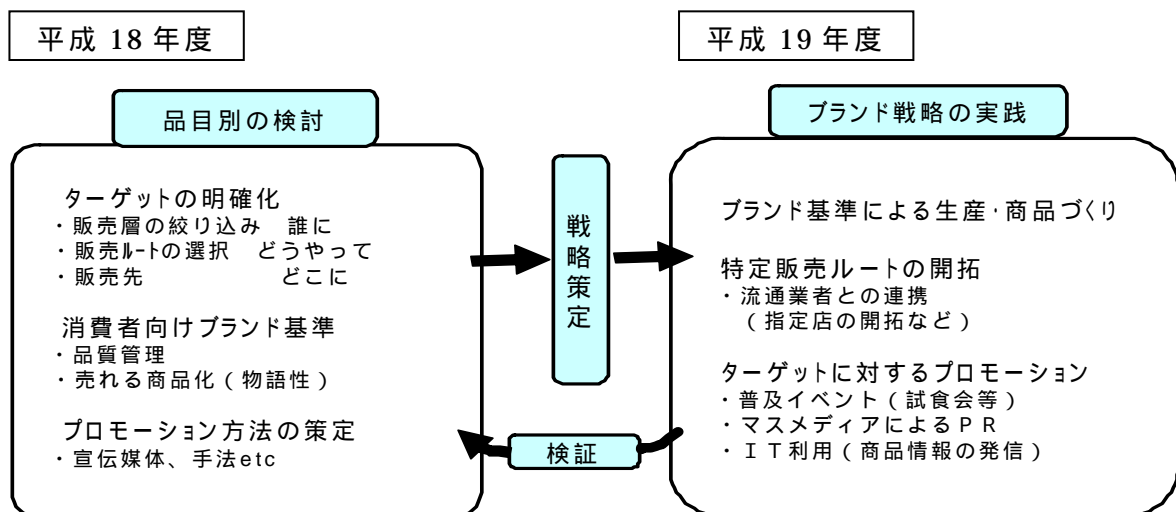 平成 18 年度
品目別の検討
ターゲットの明確化
・販売層の絞り込み　誰に
・販売ルートの選択　どうやって
・販売先　どこに
消費者向けブランド基準
・品質管理
・売れる商品化（物語性）
プロモーション方法の策定
・宣伝媒体、手法etc
戦略策定
検証
平成 19 年度
ブランド戦略の実践
ブランド基準による生産・商品づくり
特定販売ルートの開拓
・流通業者との連携
（指定店の開拓など）
ターゲットに対するプロモーション
・普及イベント（試食会等）
・マスメディアによるＰＲ
・ＩＴ利用（商品情報の発信）